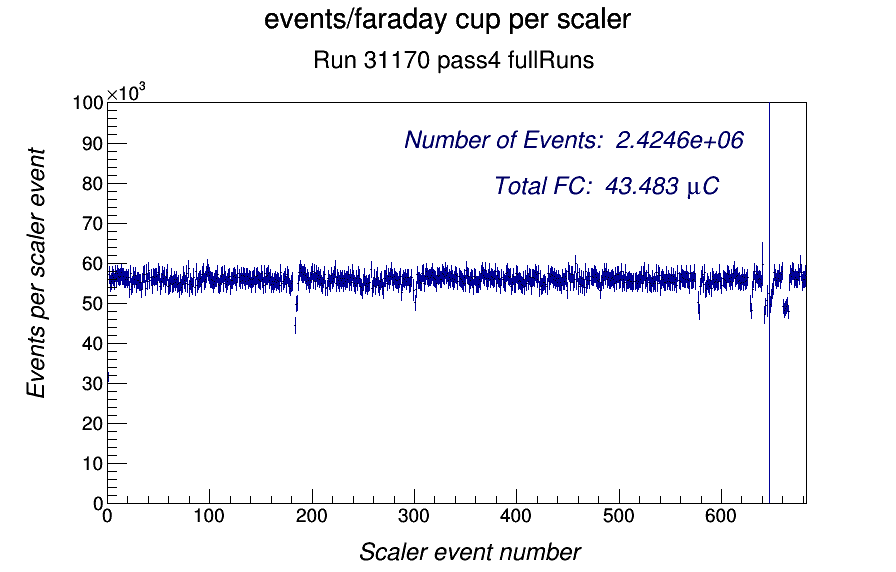 events/faraday cup per scaler
Run 31170 pass4 fullRuns
×10³
100
90
80
70
60
50
40
30
20
10
0
Number of Events: 2.4246e+06
Total FC: 43.483 μC
Events per scaler event
0 100 200 300 400 500 600
Scaler event number